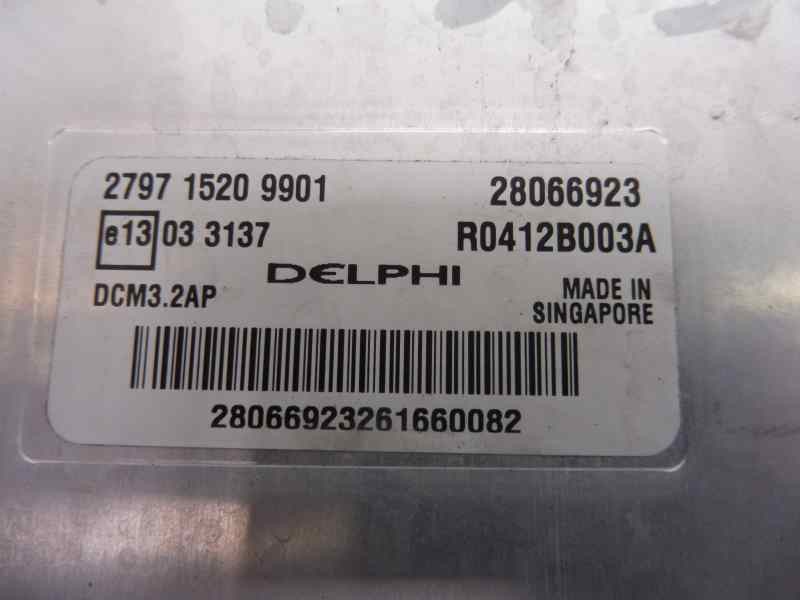 2797 1520 9901 28066923
e13 03 3137 R0412B003A
DELPHI
DCM3.2AP MADE IN
SINGAPORE
28066923261660082